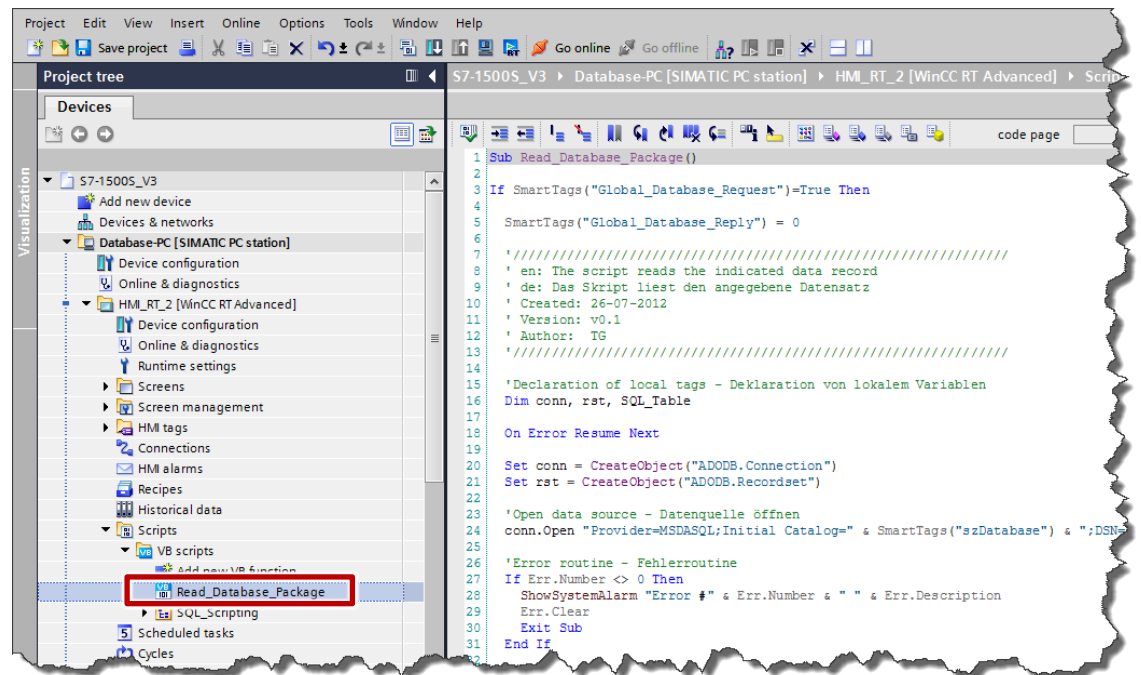 Project Edit View Insert Online Options Tools Window Help
Save project Go online Go offline
Project tree
S7-1500S_V3 Database-PC [SIMATIC PC station] HMI_RT_2 [WinCC RT Advanced] Scrip
Devices
code page
Visualization
S7-1500S_V3
Add new device
Devices & networks
Database-PC [SIMATIC PC station]
Device configuration
Online & diagnostics
HMI_RT_2 [WinCC RT Advanced]
Device configuration
Online & diagnostics
Runtime settings
Screens
Screen management
HMI tags
Connections
HMI alarms
Recipes
Historical data
Scripts
VB scripts
Add new VB function
Read_Database_Package
SQL_Scripting
Scheduled tasks
Cycles
1 Sub Read_Database_Package()
2
3 If SmartTags("Global_Database_Request")=True Then
4
5 SmartTags("Global_Database_Reply") = 0
6
7 '////////////////////////////////////////////////////////////////
8 ' en: The script reads the indicated data record
9 ' de: Das Skript liest den angegebene Datensatz
10 ' Created: 26-07-2012
11 ' Version: v0.1
12 ' Author: TG
13 '////////////////////////////////////////////////////////////////
14
15 'Declaration of local tags - Deklaration von lokalem Variablen
16 Dim conn, rst, SQL_Table
17
18 On Error Resume Next
19
20 Set conn = CreateObject("ADODB.Connection")
21 Set rst = CreateObject("ADODB.Recordset")
22
23 'Open data source - Datenquelle öffnen
24 conn.Open "Provider=MSDASQL;Initial Catalog=" & SmartTags("szDatabase") & ";DSN=
25
26 'Error routine - Fehlerroutine
27 If Err.Number <> 0 Then
28 ShowSystemAlarm "Error #" & Err.Number & " " & Err.Description
29 Err.Clear
30 Exit Sub
31 End If
32